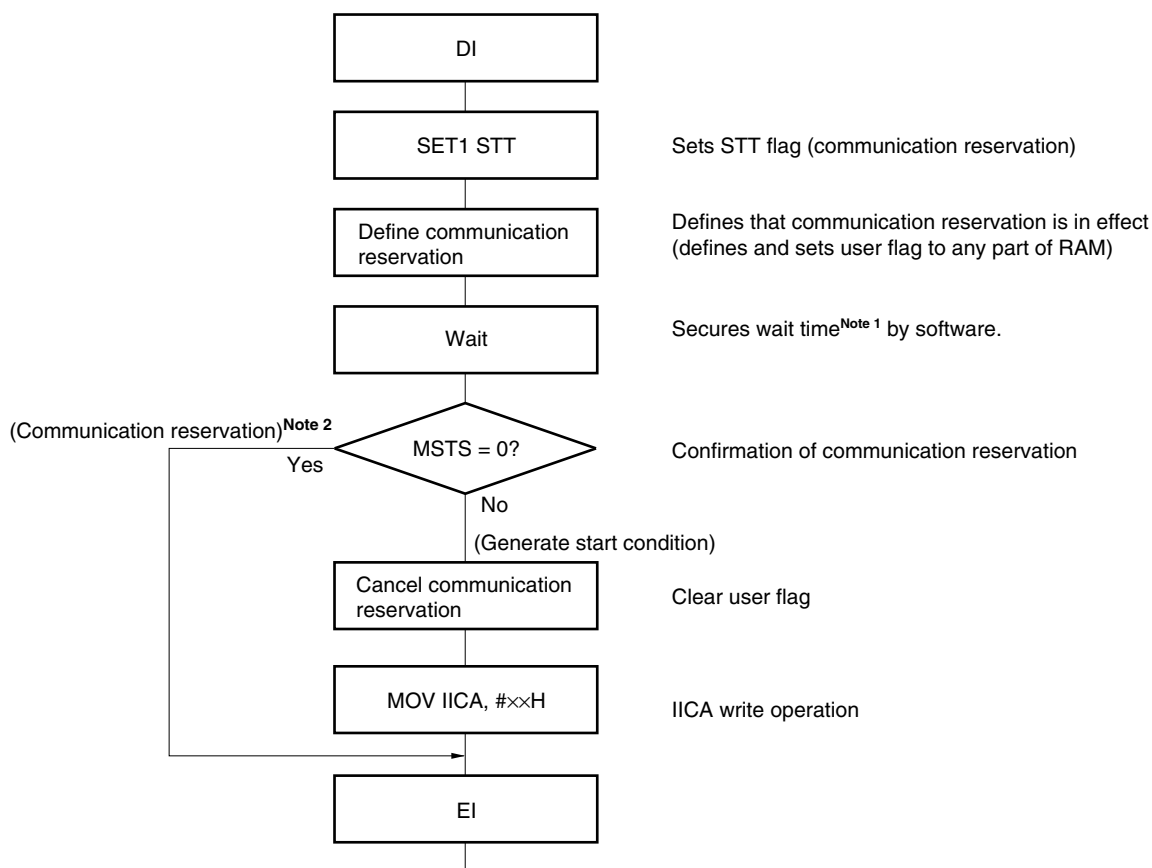 DI
SET1 STT
Sets STT flag (communication reservation)
Define communication
reservation
Defines that communication reservation is in effect
(defines and sets user flag to any part of RAM)
Wait
Secures wait timeNote 1 by software.
(Communication reservation)Note 2
MSTS = 0?
Confirmation of communication reservation
Yes
No
(Generate start condition)
Cancel communication
reservation
Clear user flag
MOV IICA, #××H
IICA write operation
EI